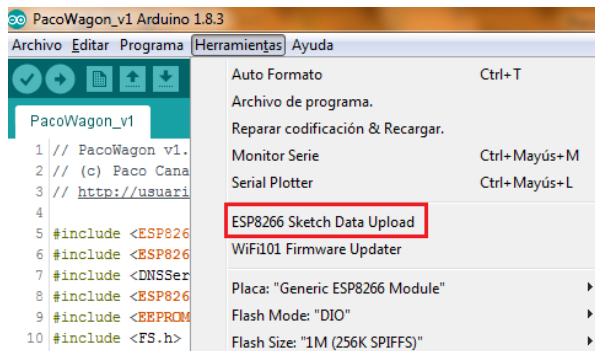 PacoWagon_v1 Arduino 1.8.3
Archivo Editar Programa Herramientas Ayuda
PacoWagon_v1
1 // PacoWagon v1.
2 // (c) Paco Cana
3 // http://usuari
4
5 #include <ESP826
6 #include <ESP826
7 #include <DNSSer
8 #include <ESP826
9 #include <EEPROM
10 #include <FS.h>
Auto Formato Ctrl+T
Archivo de programa.
Reparar codificación & Recargar.
Monitor Serie Ctrl+Mayús+M
Serial Plotter Ctrl+Mayús+L
ESP8266 Sketch Data Upload
WiFi101 Firmware Updater
Placa: "Generic ESP8266 Module"
Flash Mode: "DIO"
Flash Size: "1M (256K SPIFFS)"